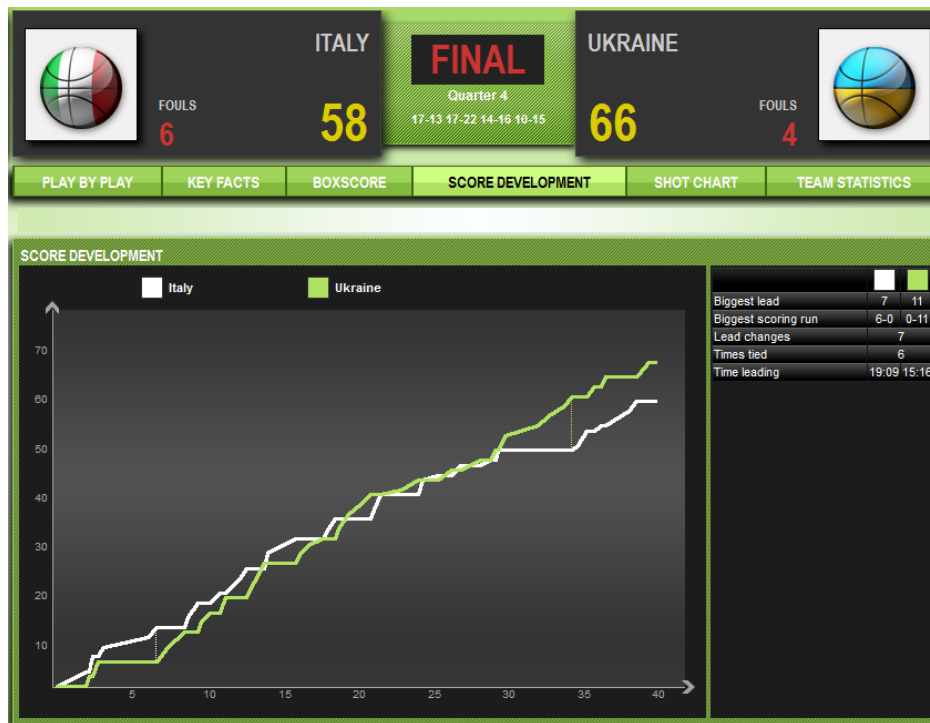 ITALY
FOULS
6
58
FINAL
Quarter 4
17-13 17-22 14-16 10-15
UKRAINE
66
FOULS
4
PLAY BY PLAY KEY FACTS BOXSCORE SCORE DEVELOPMENT SHOT CHART TEAM STATISTICS
SCORE DEVELOPMENT
Italy Ukraine
70
60
50
40
30
20
10
5 10 15 20 25 30 35 40
Biggest lead 7 11
Biggest scoring run 6-0 0-11
Lead changes 7
Times tied 6
Time leading 19:09 15:16